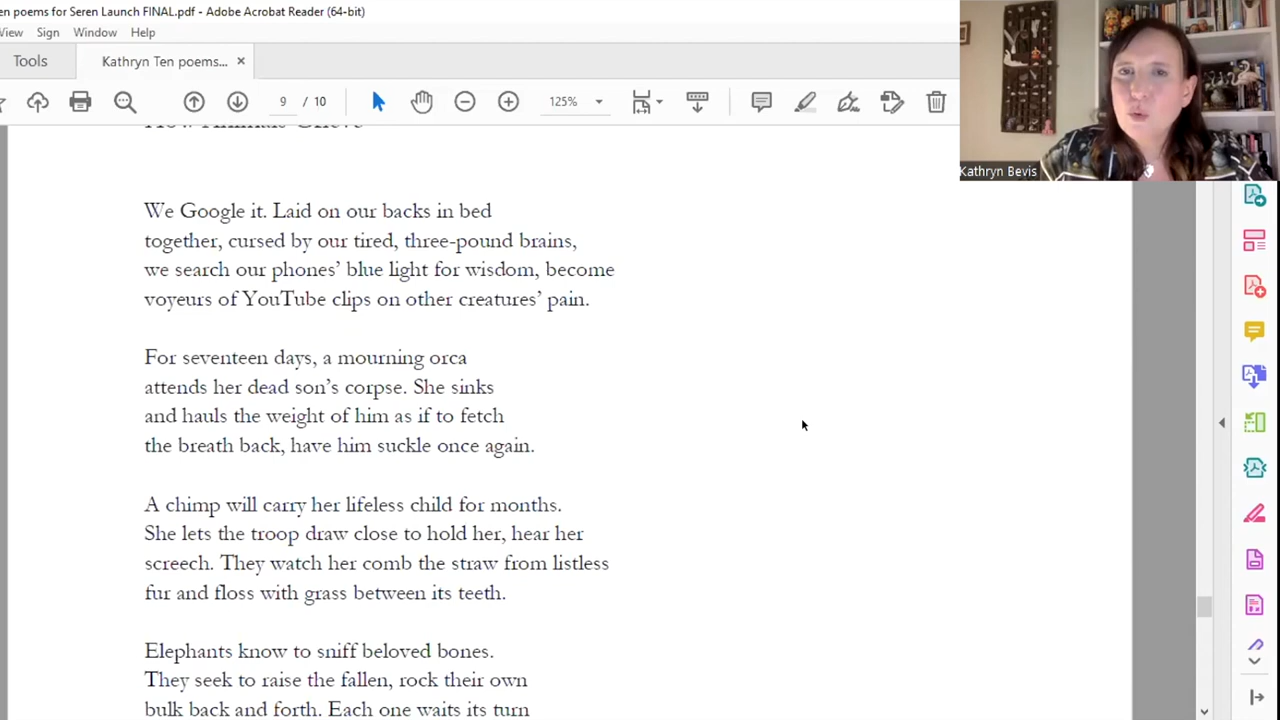 en poems for Seren Launch FINAL.pdf - Adobe Acrobat Reader (64-bit)
View Sign Window Help
Tools
Kathryn Ten poems... ×
9 / 10
125%
Kathryn Bevis
How Animals Grieve
We Google it. Laid on our backs in bed
together, cursed by our tired, three-pound brains,
we search our phones’ blue light for wisdom, become
voyeurs of YouTube clips on other creatures’ pain.
For seventeen days, a mourning orca
attends her dead son’s corpse. She sinks
and hauls the weight of him as if to fetch
the breath back, have him suckle once again.
A chimp will carry her lifeless child for months.
She lets the troop draw close to hold her, hear her
screech. They watch her comb the straw from listless
fur and floss with grass between its teeth.
Elephants know to sniff beloved bones.
They seek to raise the fallen, rock their own
bulk back and forth. Each one waits its turn